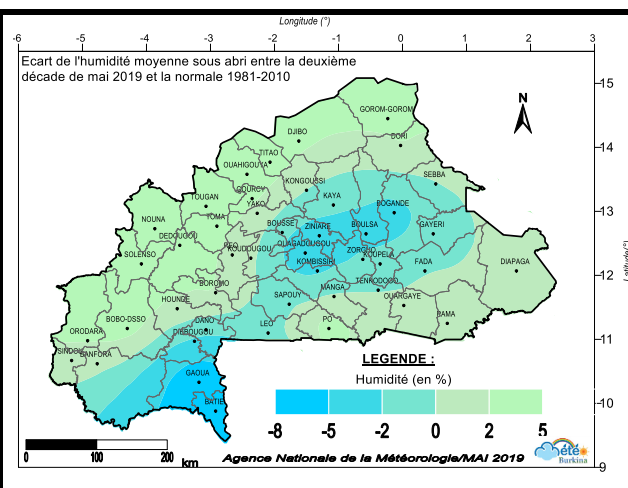 Longitude (°)
-6 -5 -4 -3 -2 -1 0 1 2 3
Ecart de l'humidité moyenne sous abri entre la deuxième
décade de mai 2019 et la normale 1981-2010
15
N
GOROM-GOROM
DJIBO
14
DORI
TITAO
OUAHIGOUYA
SEBBA
KONGOUSSI
GOURCY
KAYA
TOUGAN
YAKO
BOGANDE
13
NOUNA
TOMA
BOUSSE
ZINIARE
BOULSA
GAYERI
DEDOUGOU
OUAGADOUGOU
REO
KOUDOUGOU
ZORGHO
KOUPELA
SOLENSO
KOMBISSIRI
FADA
DIAPAGA
Latitude(°)
12
BOROMO
TENKODOGO
MANGA
HOUNDE
SAPOUY
OUARGAYE
BOBO-DSSO
DANO
LEO
PO
PAMA
ORODARA
DIEBOUGOU
11
SINDOU
BANFORA
LEGENDE :
GAOUA
Humidité (en %)
BATIE
10
-8 -5 -2 0 2 5
0 100 200
km
Agence Nationale de la Météorologie/MAI 2019
Météo
Burkina
9